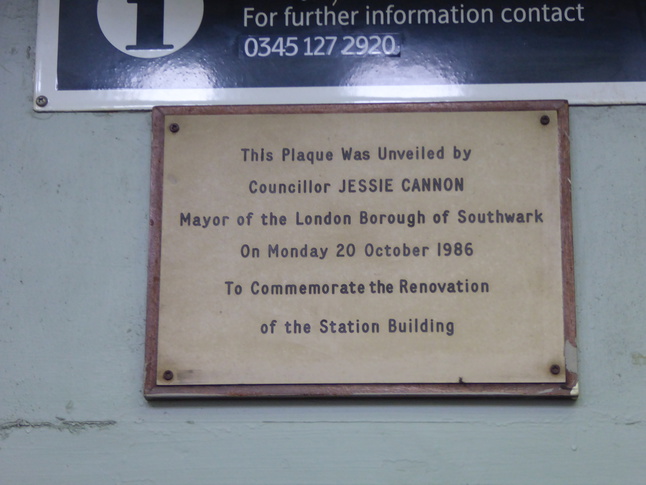 i
For further information contact
0345 127 2920
This Plaque Was Unveiled by
Councillor JESSIE CANNON
Mayor of the London Borough of Southwark
On Monday 20 October 1986
To Commemorate the Renovation
of the Station Building